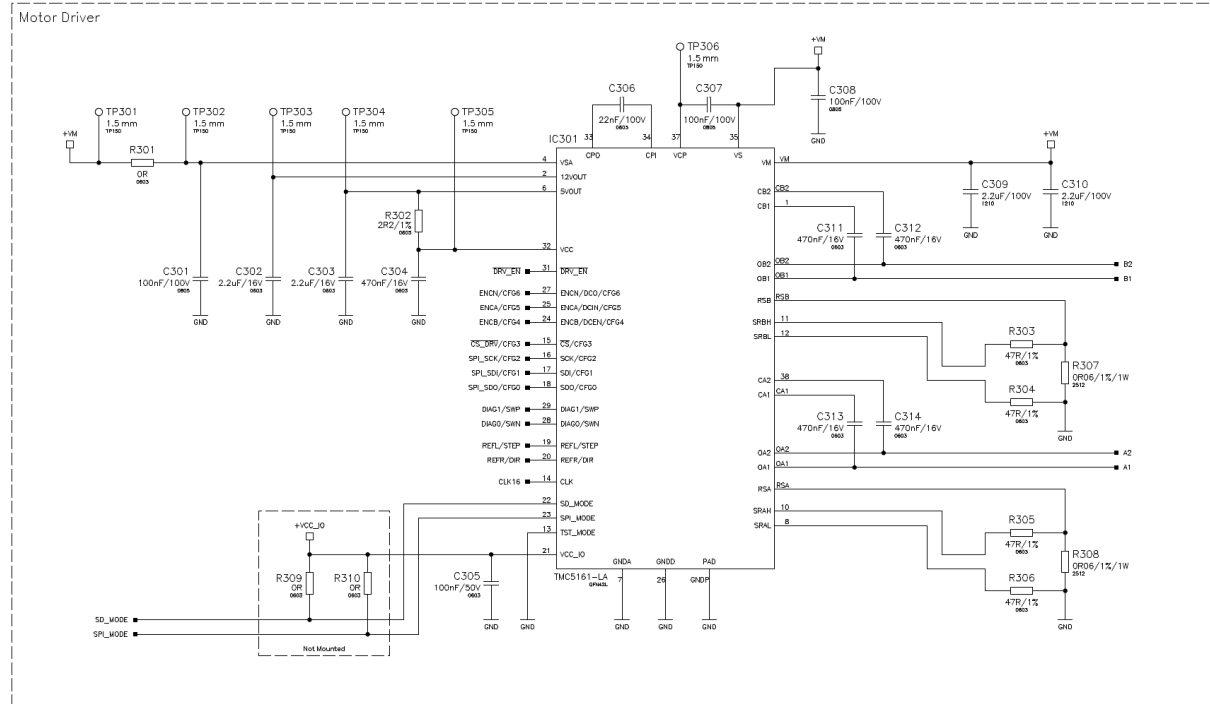 Motor Driver
TP306
1.5 mm
TP150
+VM
C306
22nF/100V
0603
C307
100nF/100V
0805
C308
100nF/100V
0805
GND
TP301
1.5 mm
TP150
TP302
1.5 mm
TP150
TP303
1.5 mm
TP150
TP304
1.5 mm
TP150
TP305
1.5 mm
TP150
IC301
33
34
37
35
CPO
CPI
VCP
VS
+VM
R301
0R
0603
4
VSA
2
12VOUT
6
5VOUT
R302
2R2/1%
0603
32
VCC
C301
100nF/100V
0805
C302
2.2uF/16V
0603
C303
2.2uF/16V
0603
C304
470nF/16V
0603
GND
GND
GND
GND
DRV_EN
31
DRV_EN
ENCN/CFG6
27
ENCN/DCO/CFG6
ENCA/CFG5
25
ENCA/DCIN/CFG5
ENCB/CFG4
24
ENCB/DCEN/CFG4
CS_DRV/CFG3
15
CS/CFG3
SPI_SCK/CFG2
16
SCK/CFG2
SPI_SDI/CFG1
17
SDI/CFG1
SPI_SDO/CFG0
18
SDO/CFG0
DIAG1/SWP
29
DIAG1/SWP
DIAG0/SWN
28
DIAG0/SWN
REFL/STEP
19
REFL/STEP
REFR/DIR
20
REFR/DIR
CLK16
14
CLK
22
SD_MODE
23
SPI_MODE
13
TST_MODE
21
VCC_IO
+VCC_IO
R309
0R
0603
R310
0R
0603
SD_MODE
SPI_MODE
Not Mounted
C305
100nF/50V
0603
GND
GND
TMC5161-LA
GNDA
GNDD
PAD
7
26
GNDP
GND
GND
GND
VM
VM
+VM
C309
2.2uF/100V
1210
C310
2.2uF/100V
1210
GND
GND
CB2
CB2
CB1
1
C311
470nF/16V
0603
C312
470nF/16V
0603
OB2
OB2
B2
OB1
OB1
B1
RSB
RSB
SRBH
11
SRBL
12
R303
47R/1%
0603
R304
47R/1%
0603
R307
0R06/1%/1W
2512
GND
CA2
38
CA1
CA1
C313
470nF/16V
0603
C314
470nF/16V
0603
OA2
OA2
A2
OA1
OA1
A1
RSA
RSA
SRAH
10
SRAL
8
R305
47R/1%
0603
R306
47R/1%
0603
R308
0R06/1%/1W
2512
GND